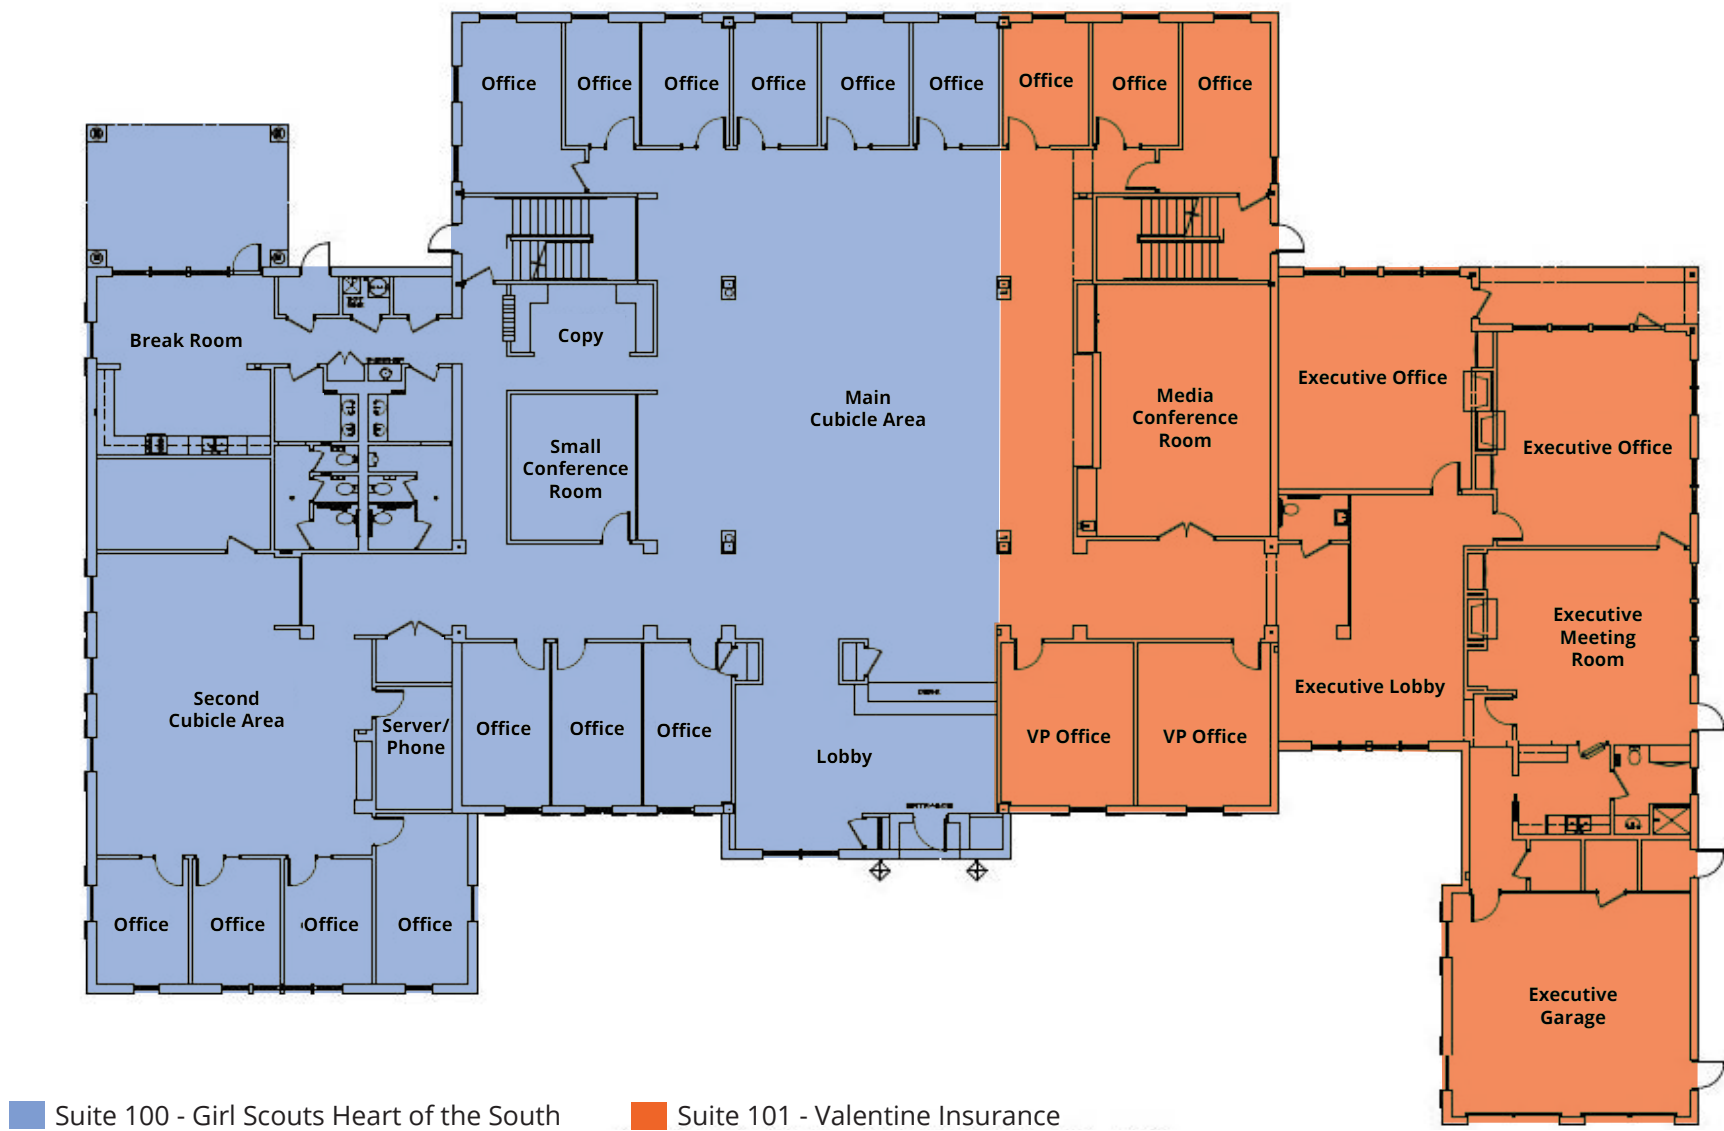 Office Office Office Office Office Office Office Office Office
Break Room
Copy
Main
Cubicle Area
Small
Conference
Room
Media
Conference
Room
Executive Office
Executive Office
Executive
Meeting
Room
Executive Lobby
Second
Cubicle Area
Server/
Phone
Office Office Office
Lobby
VP Office VP Office
Office Office Office Office
Executive
Garage
Suite 100 - Girl Scouts Heart of the South
Suite 101 - Valentine Insurance